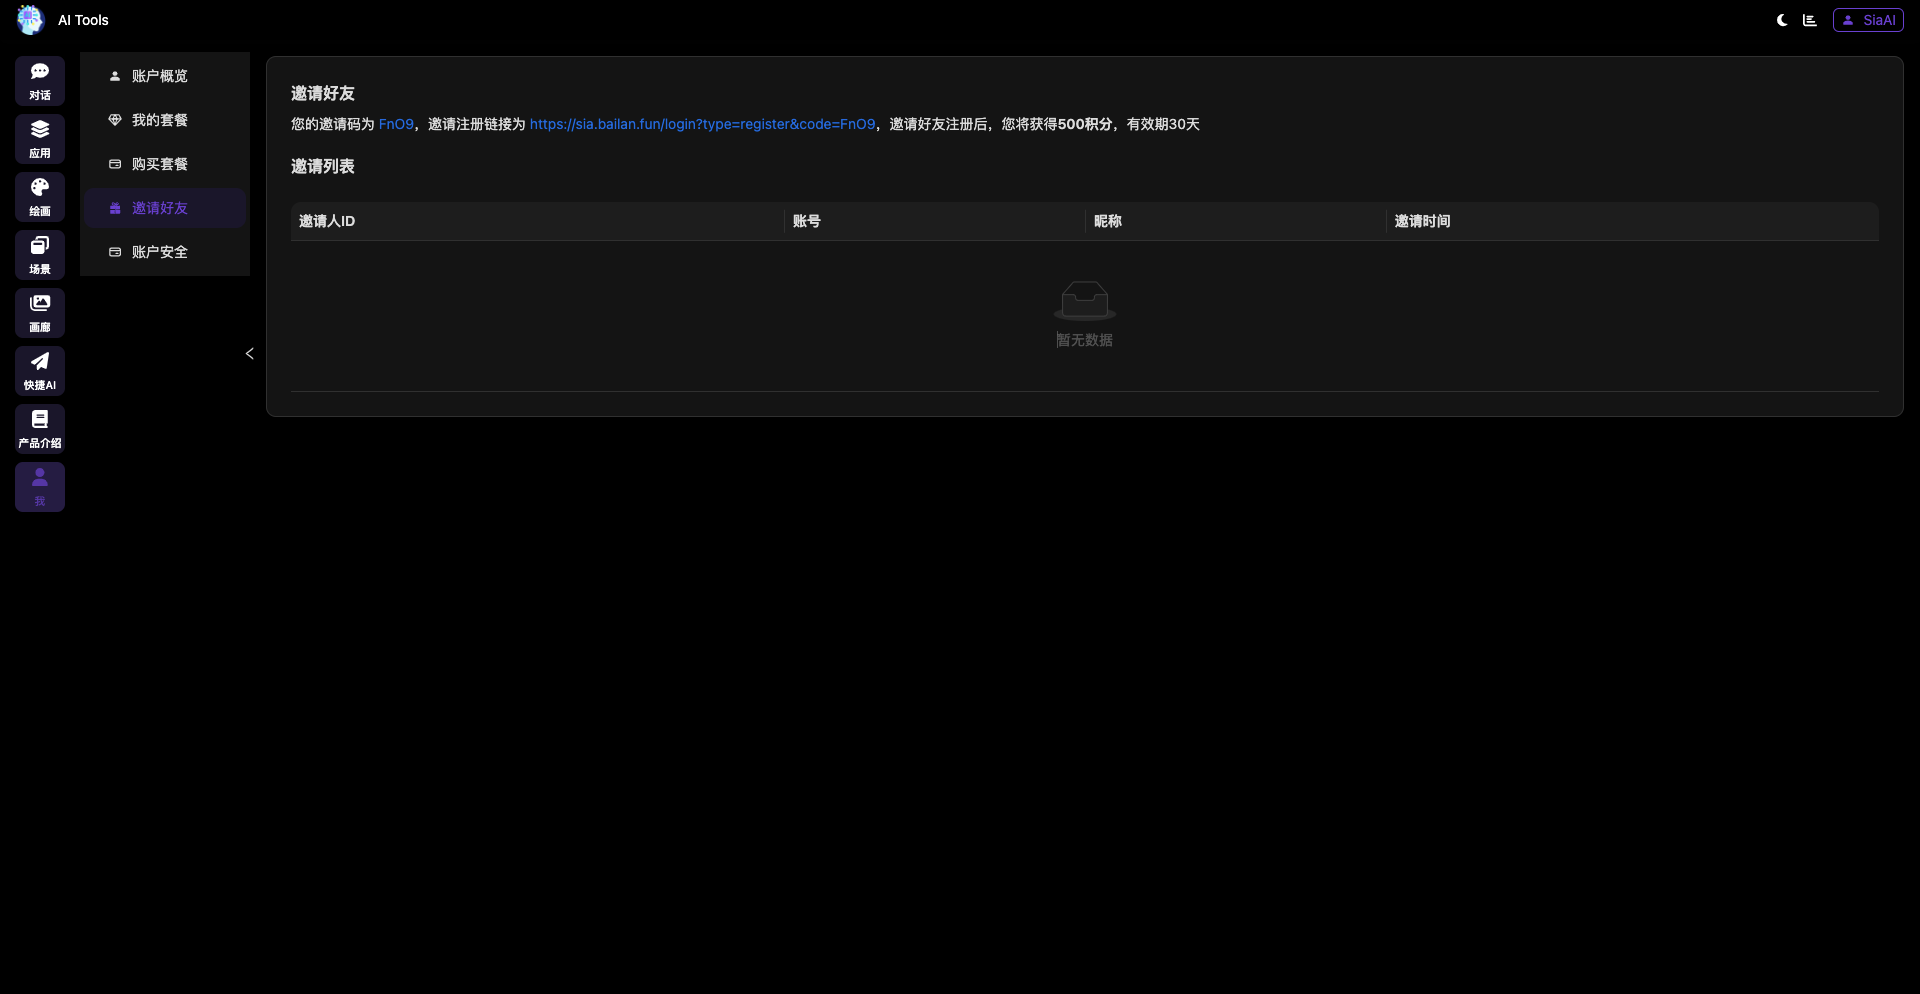 AI Tools
SiaAI
对话
应用
绘画
场景
画廊
快捷AI
产品介绍
我
账户概览
我的套餐
购买套餐
邀请好友
账户安全
邀请好友
您的邀请码为 FnO9，邀请注册链接为 https://sia.bailan.fun/login?type=register&code=FnO9，邀请好友注册后，您将获得500积分，有效期30天
邀请列表
邀请人ID 账号 昵称 邀请时间
暂无数据